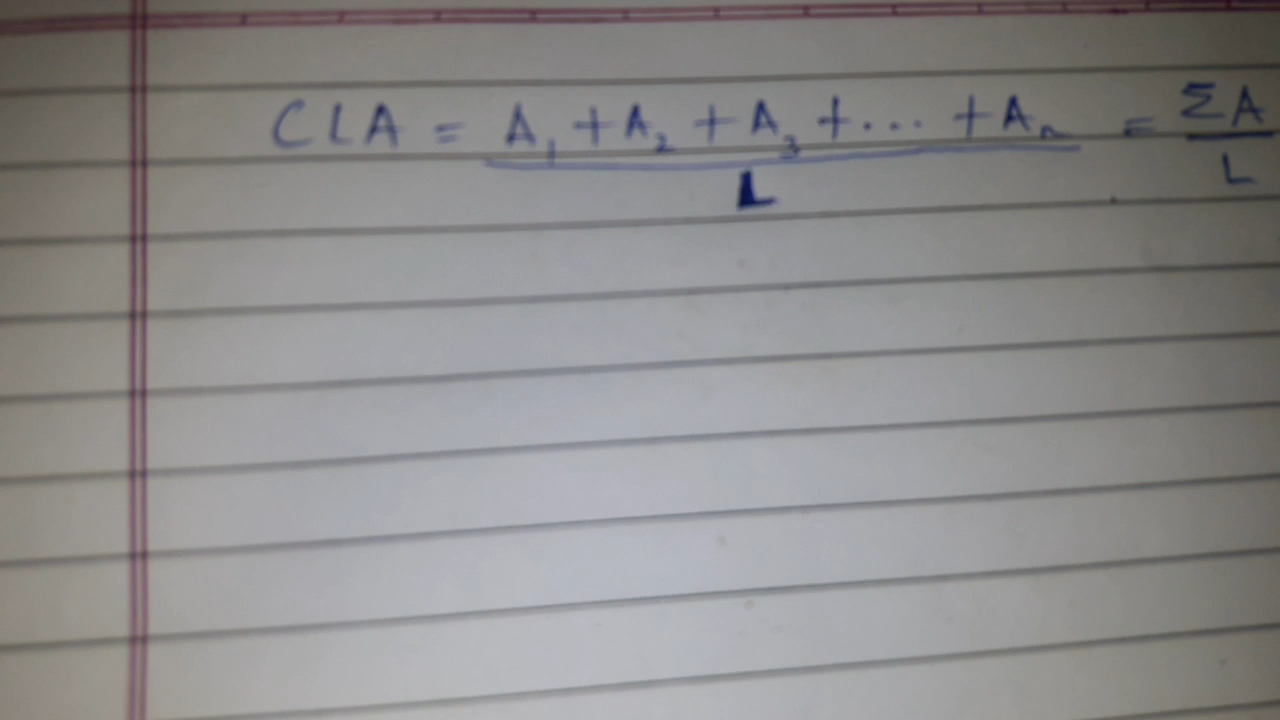 CLA = A₁ + A₂ + A₃ + ... + Aₙ = ΣA
L L